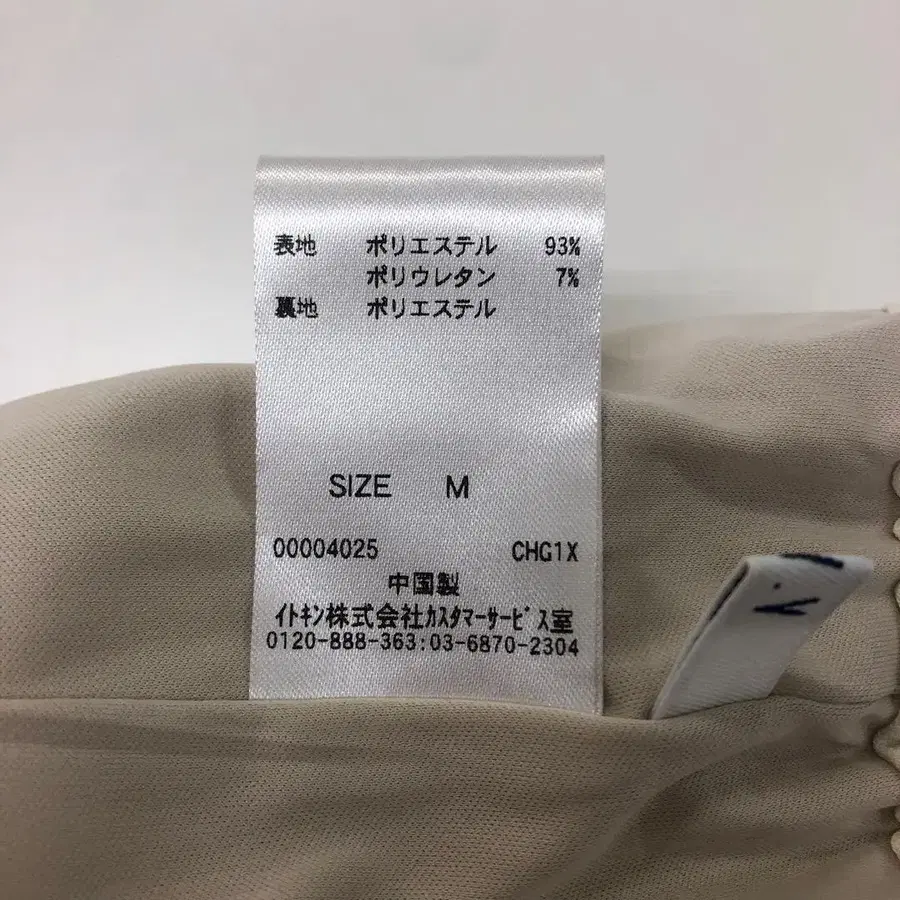 表地 ポリエステル 93%
ポリウレタン 7%
裏地 ポリエステル
SIZE M
00004025 CHG1X
中国製
イトキン株式会社カスタマーサービス室
0120-888-363:03-6870-2304